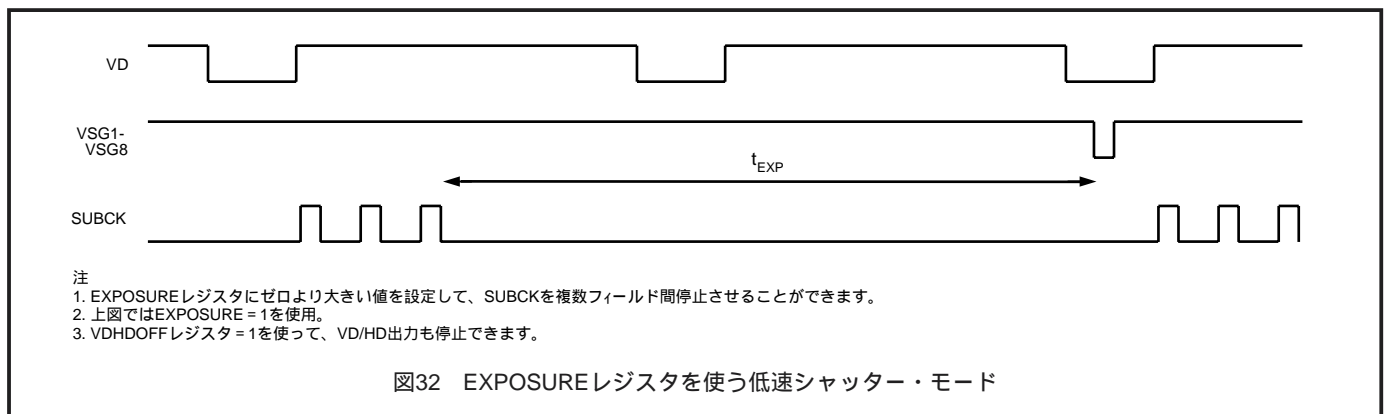 VD
VSG1-
VSG8
tEXP
SUBCK
注
1. EXPOSUREレジスタにゼロより大きい値を設定して、SUBCKを複数フィールド間停止させることができます。
2. 上図ではEXPOSURE = 1を使用。
3. VDHDOFFレジスタ = 1を使って、VD/HD出力も停止できます。
図32 EXPOSUREレジスタを使う低速シャッター・モード